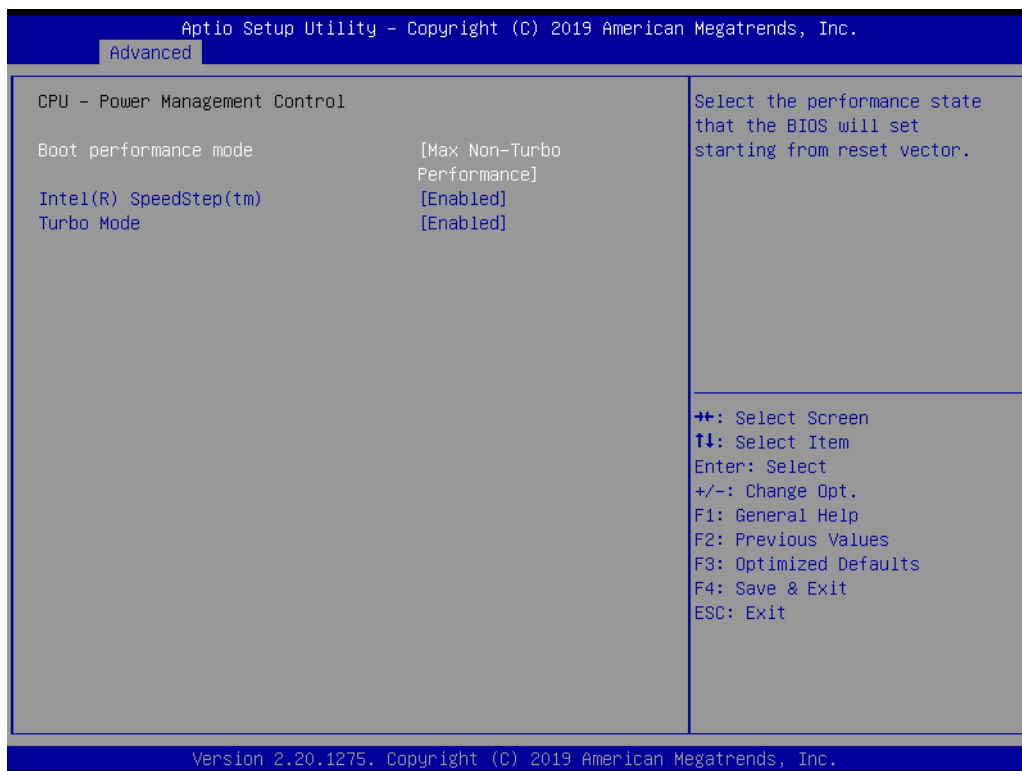 Aptio Setup Utility – Copyright (C) 2019 American Megatrends, Inc.
Advanced
CPU – Power Management Control
Boot performance mode [Max Non-Turbo
Performance]
Intel(R) SpeedStep(tm) [Enabled]
Turbo Mode [Enabled]
Select the performance state
that the BIOS will set
starting from reset vector.
→←: Select Screen
↑↓: Select Item
Enter: Select
+/-: Change Opt.
F1: General Help
F2: Previous Values
F3: Optimized Defaults
F4: Save & Exit
ESC: Exit
Version 2.20.1275. Copyright (C) 2019 American Megatrends, Inc.